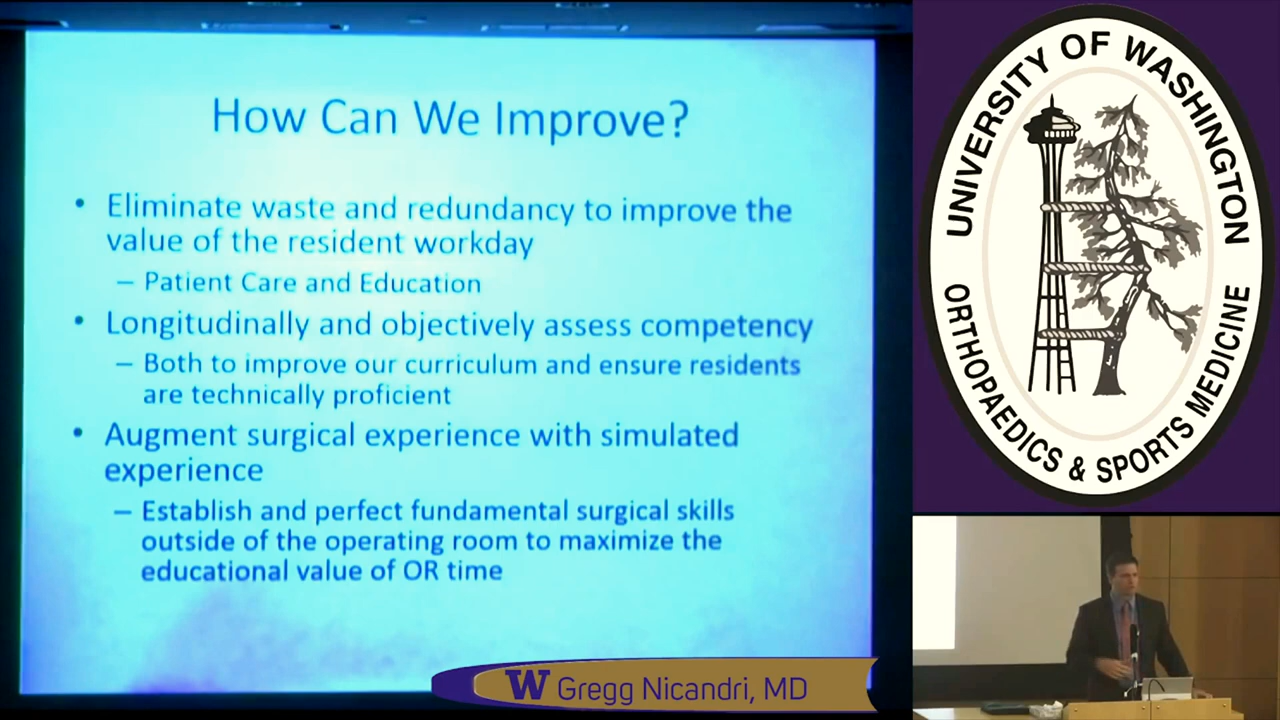 How Can We Improve?
• Eliminate waste and redundancy to improve the
value of the resident workday
– Patient Care and Education
• Longitudinally and objectively assess competency
– Both to improve our curriculum and ensure residents
are technically proficient
• Augment surgical experience with simulated
experience
– Establish and perfect fundamental surgical skills
outside of the operating room to maximize the
educational value of OR time
W Gregg Nicandri, MD
UNIVERSITY OF WASHINGTON
ORTHOPAEDICS & SPORTS MEDICINE